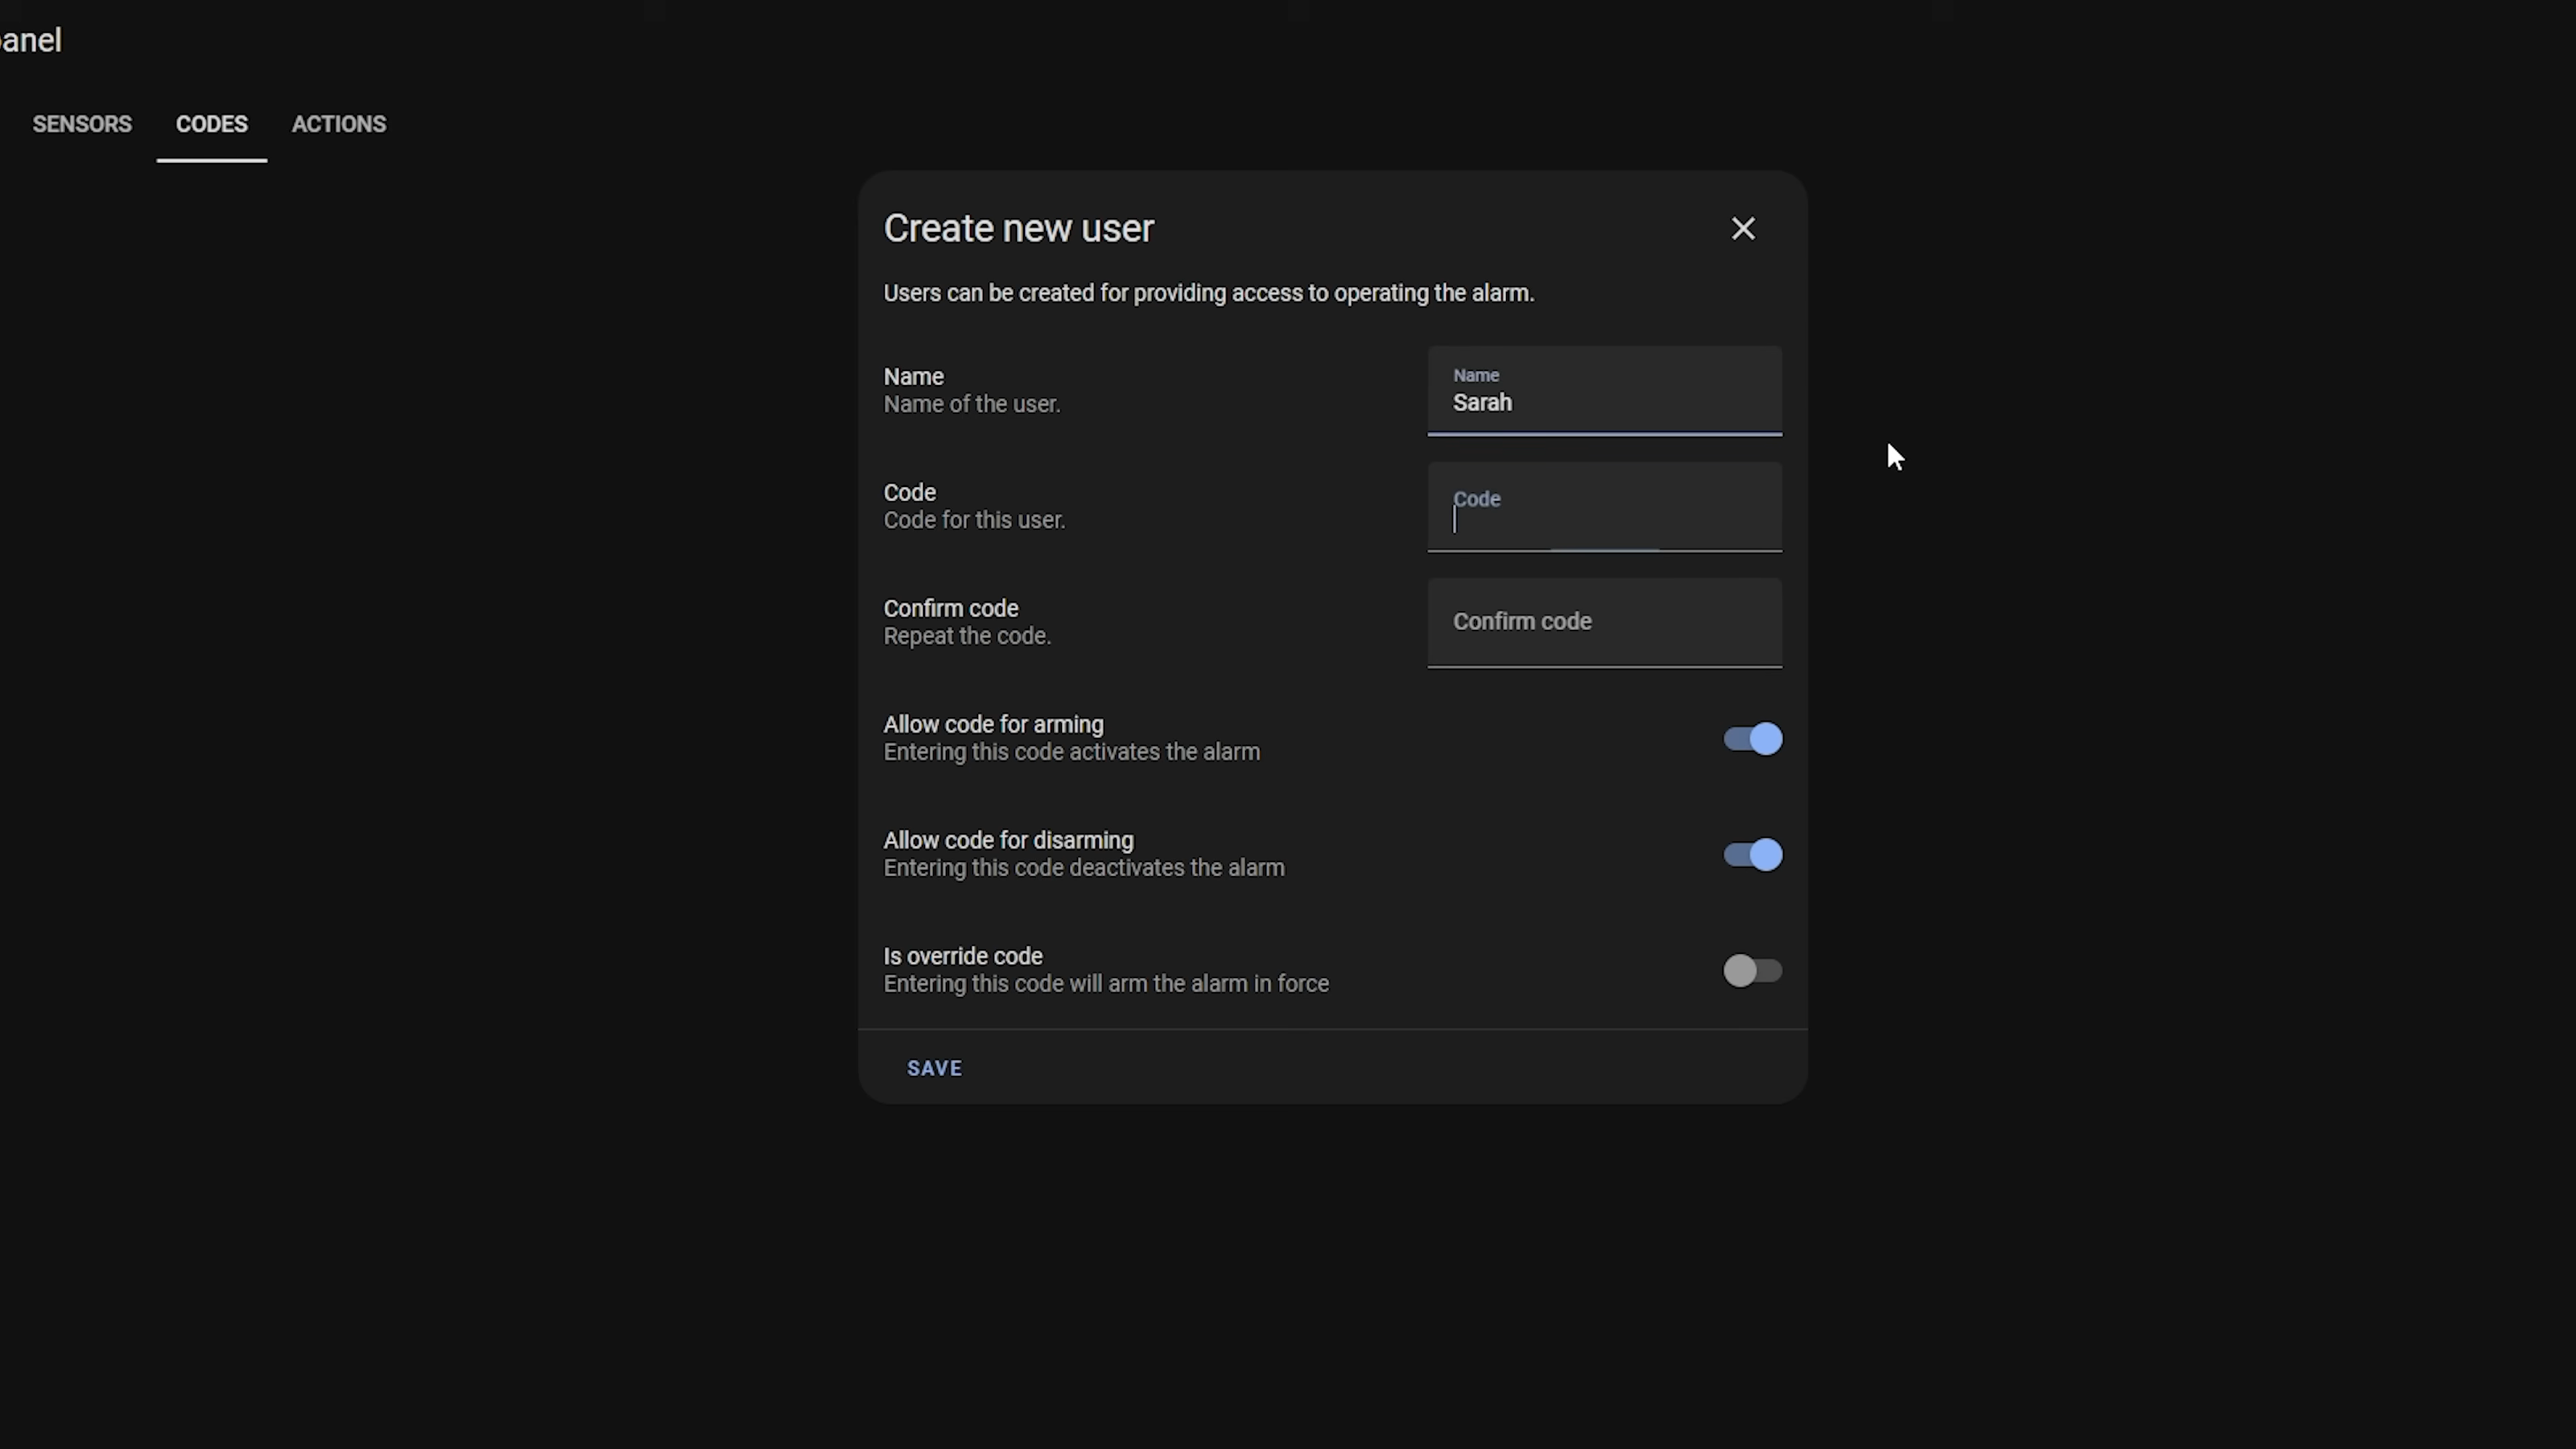 panel
SENSORS CODES ACTIONS
Create new user
Users can be created for providing access to operating the alarm.
Name
Name of the user.
Name
Sarah
Code
Code for this user.
Code
Confirm code
Repeat the code.
Confirm code
Allow code for arming
Entering this code activates the alarm
Allow code for disarming
Entering this code deactivates the alarm
Is override code
Entering this code will arm the alarm in force
SAVE